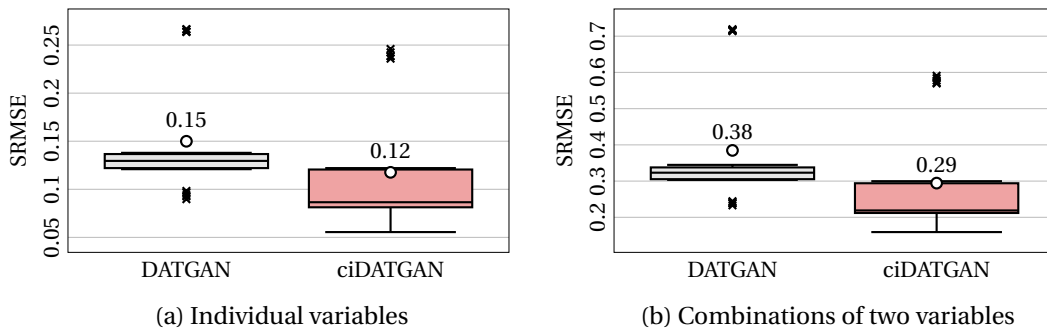 SRMSE
0.25
0.2
0.15
0.1
0.05
0.15
0.12
DATGAN
ciDATGAN
(a) Individual variables
SRMSE
0.7
0.6
0.5
0.4
0.3
0.2
0.38
0.29
DATGAN
ciDATGAN
(b) Combinations of two variables